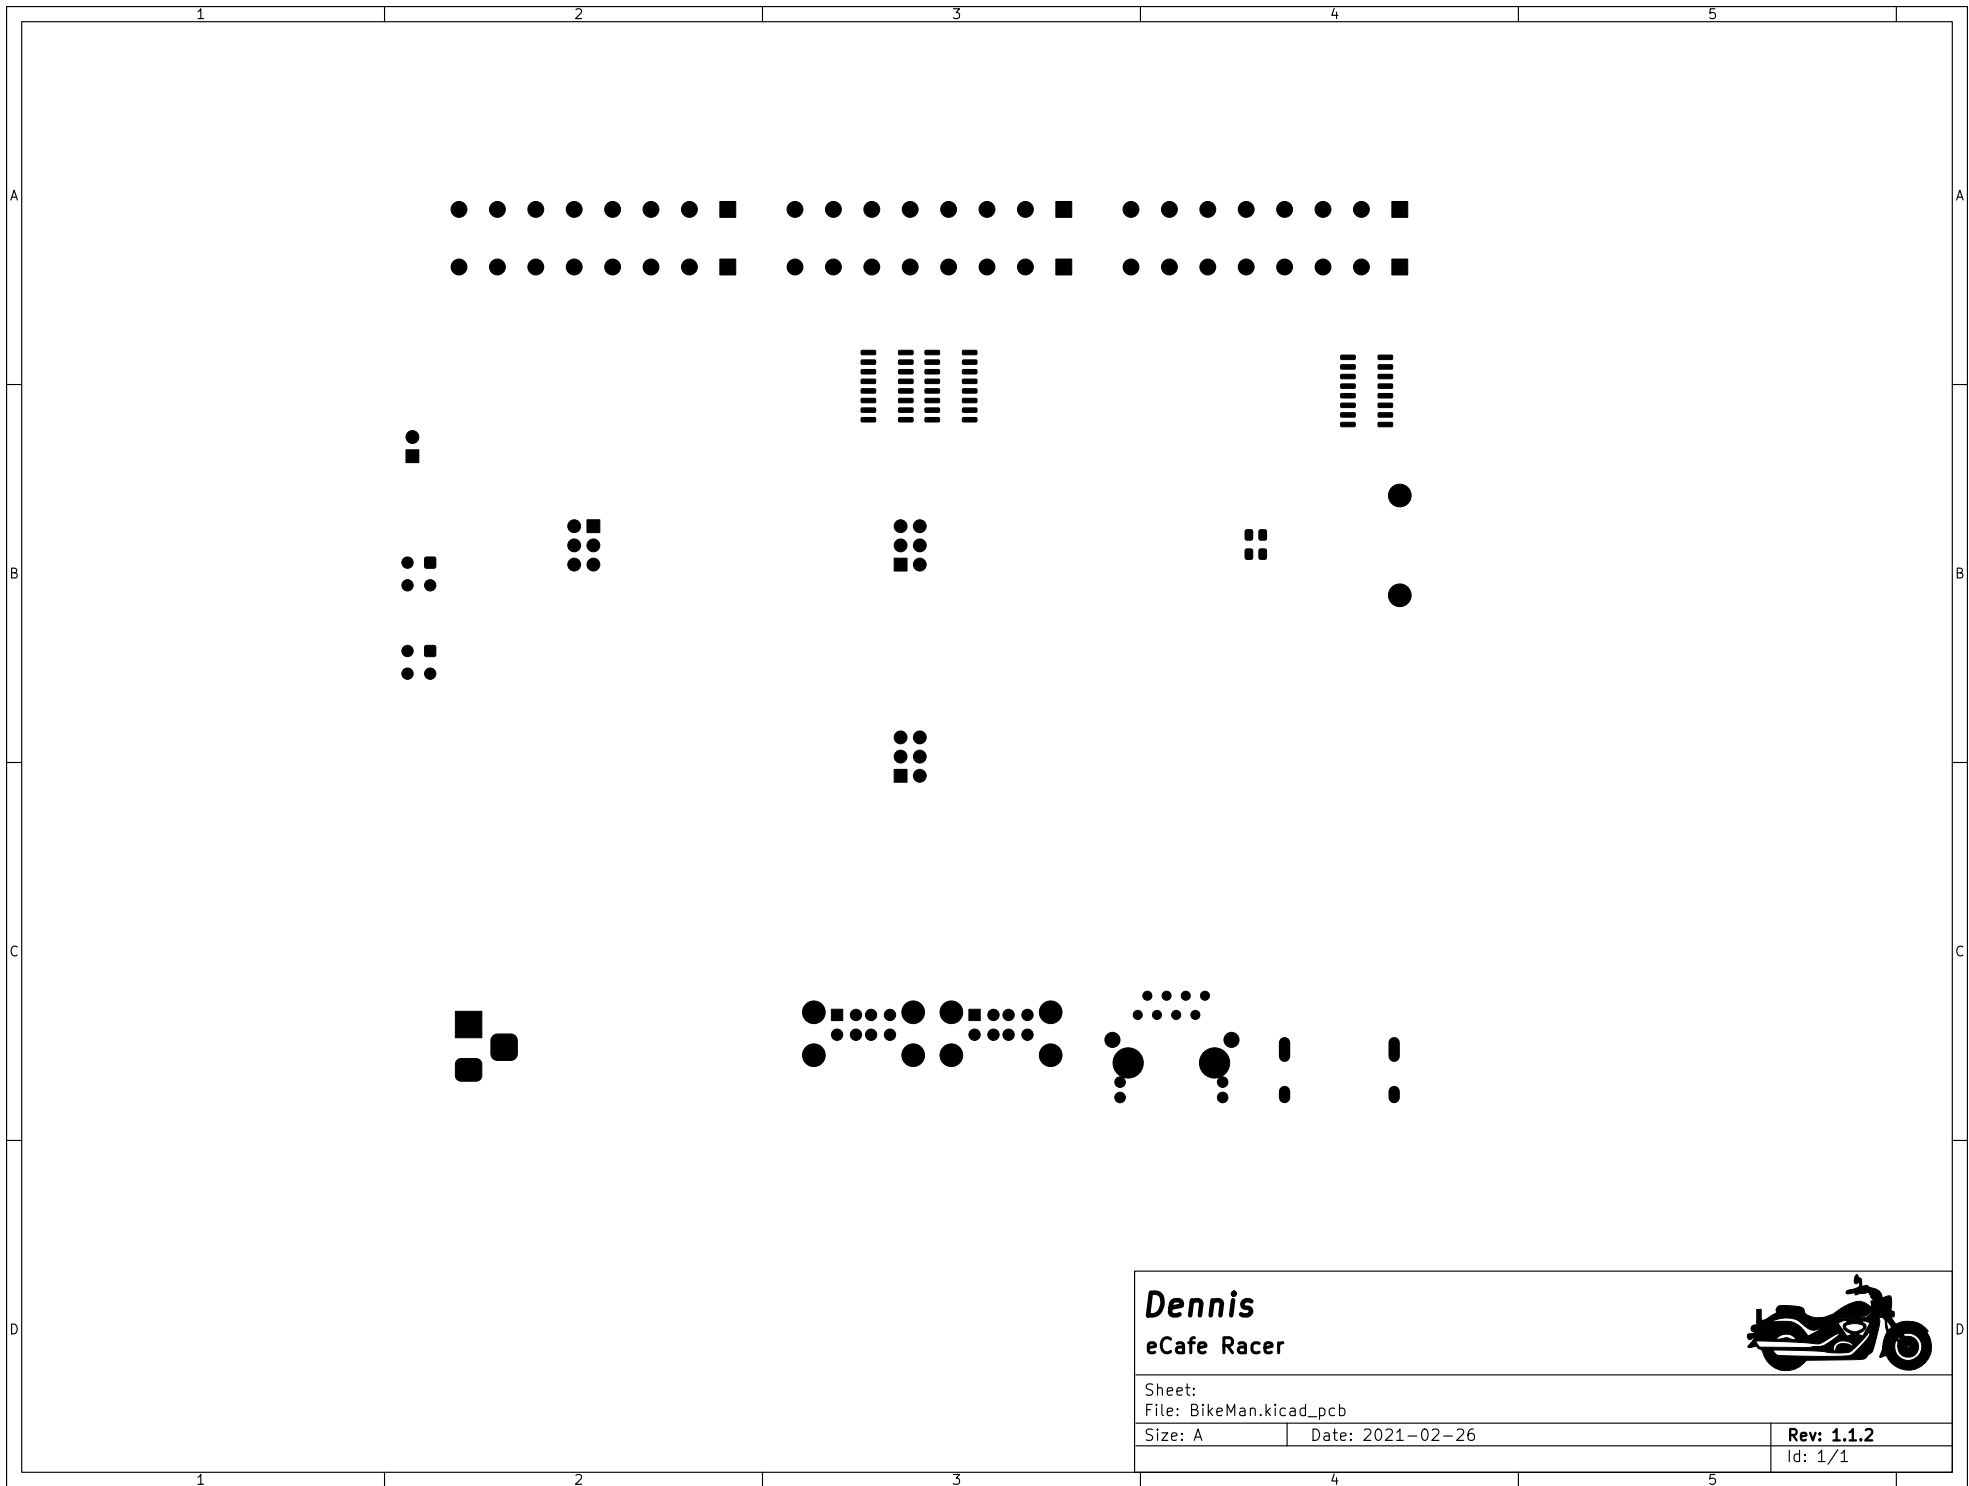 1 2 3 4 5
A A
B B
C C
Dennis
eCafe Racer
D D
Sheet:
File: BikeMan.kicad_pcb
Size: A Date: 2021-02-26 Rev: 1.1.2
Id: 1/1
1 2 3 4 5